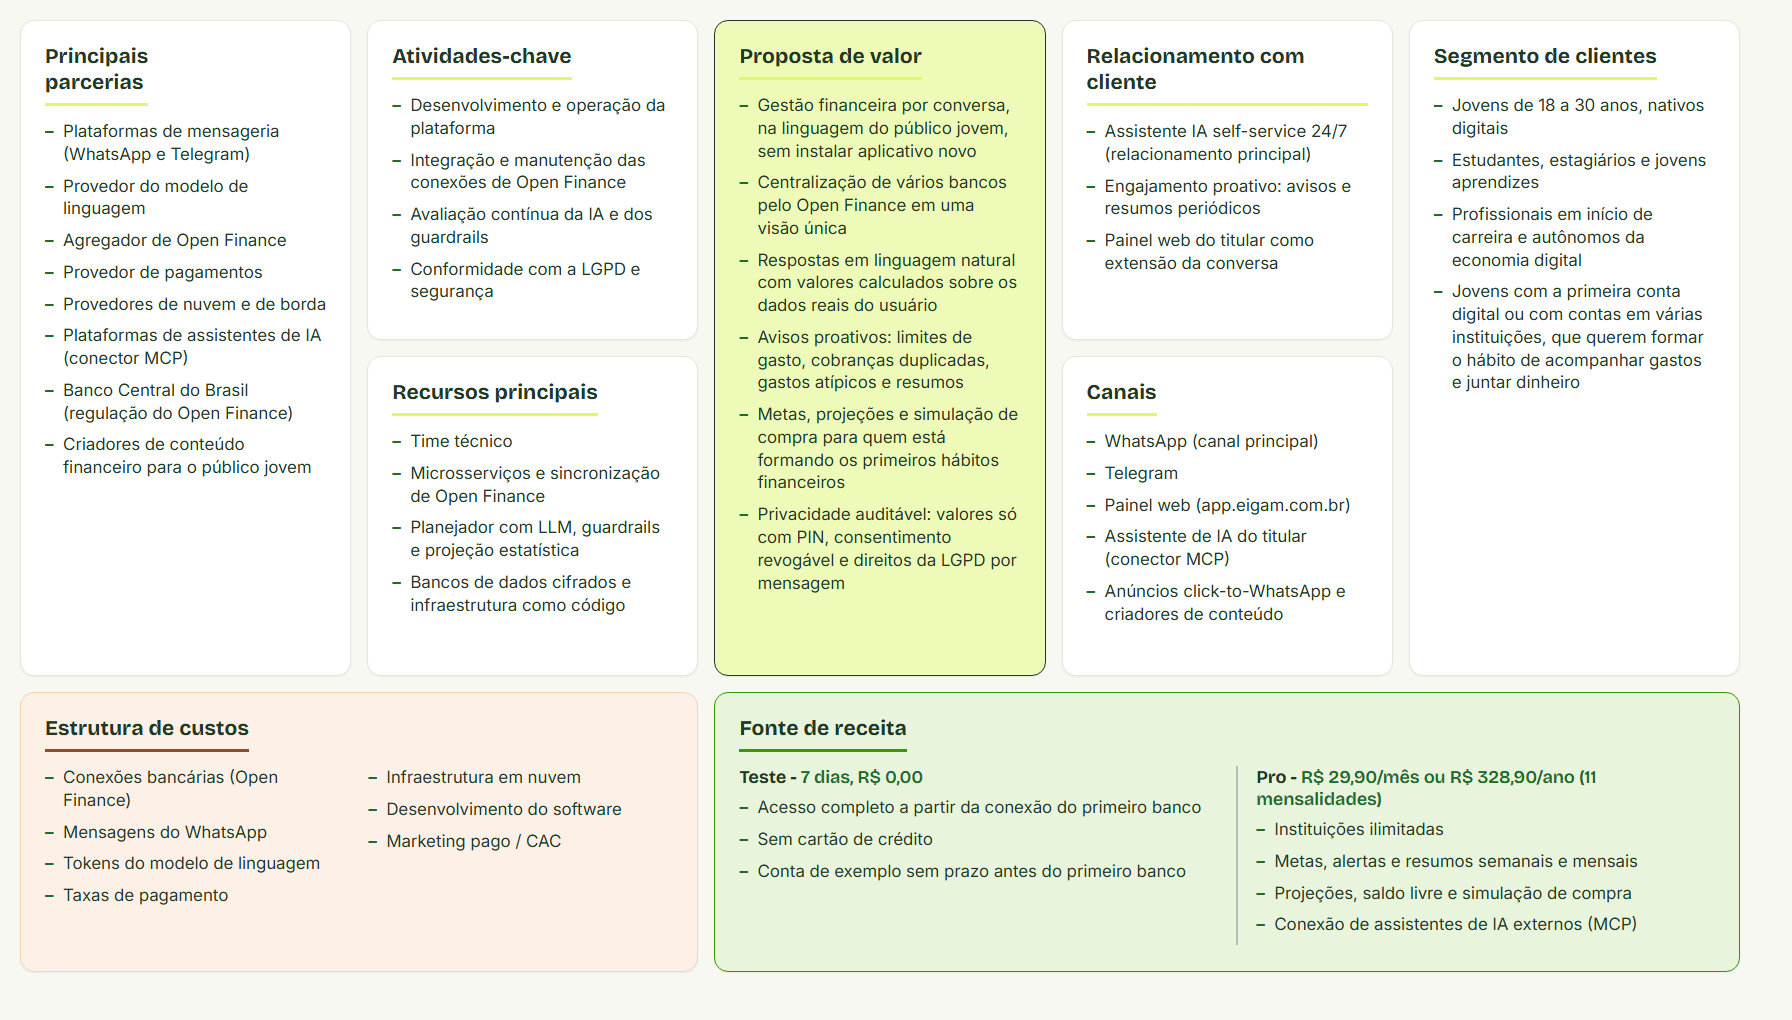 Principais
parcerias
– Plataformas de mensageria
(WhatsApp e Telegram)
– Provedor do modelo de
linguagem
– Agregador de Open Finance
– Provedor de pagamentos
– Provedores de nuvem e de borda
– Plataformas de assistentes de IA
(conector MCP)
– Banco Central do Brasil
(regulação do Open Finance)
– Criadores de conteúdo
financeiro para o público jovem
Atividades-chave
– Desenvolvimento e operação da
plataforma
– Integração e manutenção das
conexões de Open Finance
– Avaliação contínua da IA e dos
guardrails
– Conformidade com a LGPD e
segurança
Recursos principais
– Time técnico
– Microsserviços e sincronização
de Open Finance
– Planejador com LLM, guardrails
e projeção estatística
– Bancos de dados cifrados e
infraestrutura como código
Proposta de valor
– Gestão financeira por conversa,
na linguagem do público jovem,
sem instalar aplicativo novo
– Centralização de vários bancos
pelo Open Finance em uma
visão única
– Respostas em linguagem natural
com valores calculados sobre os
dados reais do usuário
– Avisos proativos: limites de
gasto, cobranças duplicadas,
gastos atípicos e resumos
– Metas, projeções e simulação de
compra para quem está
formando os primeiros hábitos
financeiros
– Privacidade auditável: valores só
com PIN, consentimento
revogável e direitos da LGPD por
mensagem
Relacionamento com
cliente
– Assistente IA self-service 24/7
(relacionamento principal)
– Engajamento proativo: avisos e
resumos periódicos
– Painel web do titular como
extensão da conversa
Canais
– WhatsApp (canal principal)
– Telegram
– Painel web (app.eigam.com.br)
– Assistente de IA do titular
(conector MCP)
– Anúncios click-to-WhatsApp e
criadores de conteúdo
Segmento de clientes
– Jovens de 18 a 30 anos, nativos
digitais
– Estudantes, estagiários e jovens
aprendizes
– Profissionais em início de
carreira e autônomos da
economia digital
– Jovens com a primeira conta
digital ou com contas em várias
instituições, que querem formar
o hábito de acompanhar gastos
e juntar dinheiro
Estrutura de custos
– Conexões bancárias (Open
Finance)
– Mensagens do WhatsApp
– Tokens do modelo de linguagem
– Taxas de pagamento
– Infraestrutura em nuvem
– Desenvolvimento do software
– Marketing pago / CAC
Fonte de receita
Teste - 7 dias, R$ 0,00
– Acesso completo a partir da conexão do primeiro banco
– Sem cartão de crédito
– Conta de exemplo sem prazo antes do primeiro banco
Pro - R$ 29,90/mês ou R$ 328,90/ano (11
mensalidades)
– Instituições ilimitadas
– Metas, alertas e resumos semanais e mensais
– Projeções, saldo livre e simulação de compra
– Conexão de assistentes de IA externos (MCP)